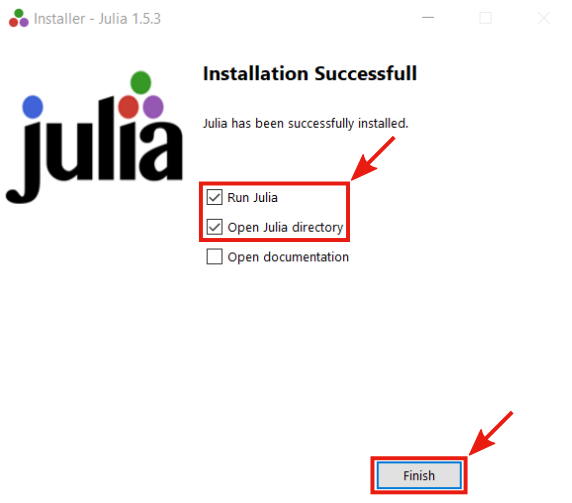 Installer - Julia 1.5.3
Installation Successfull
julia
Julia has been successfully installed.
Run Julia
Open Julia directory
Open documentation
Finish